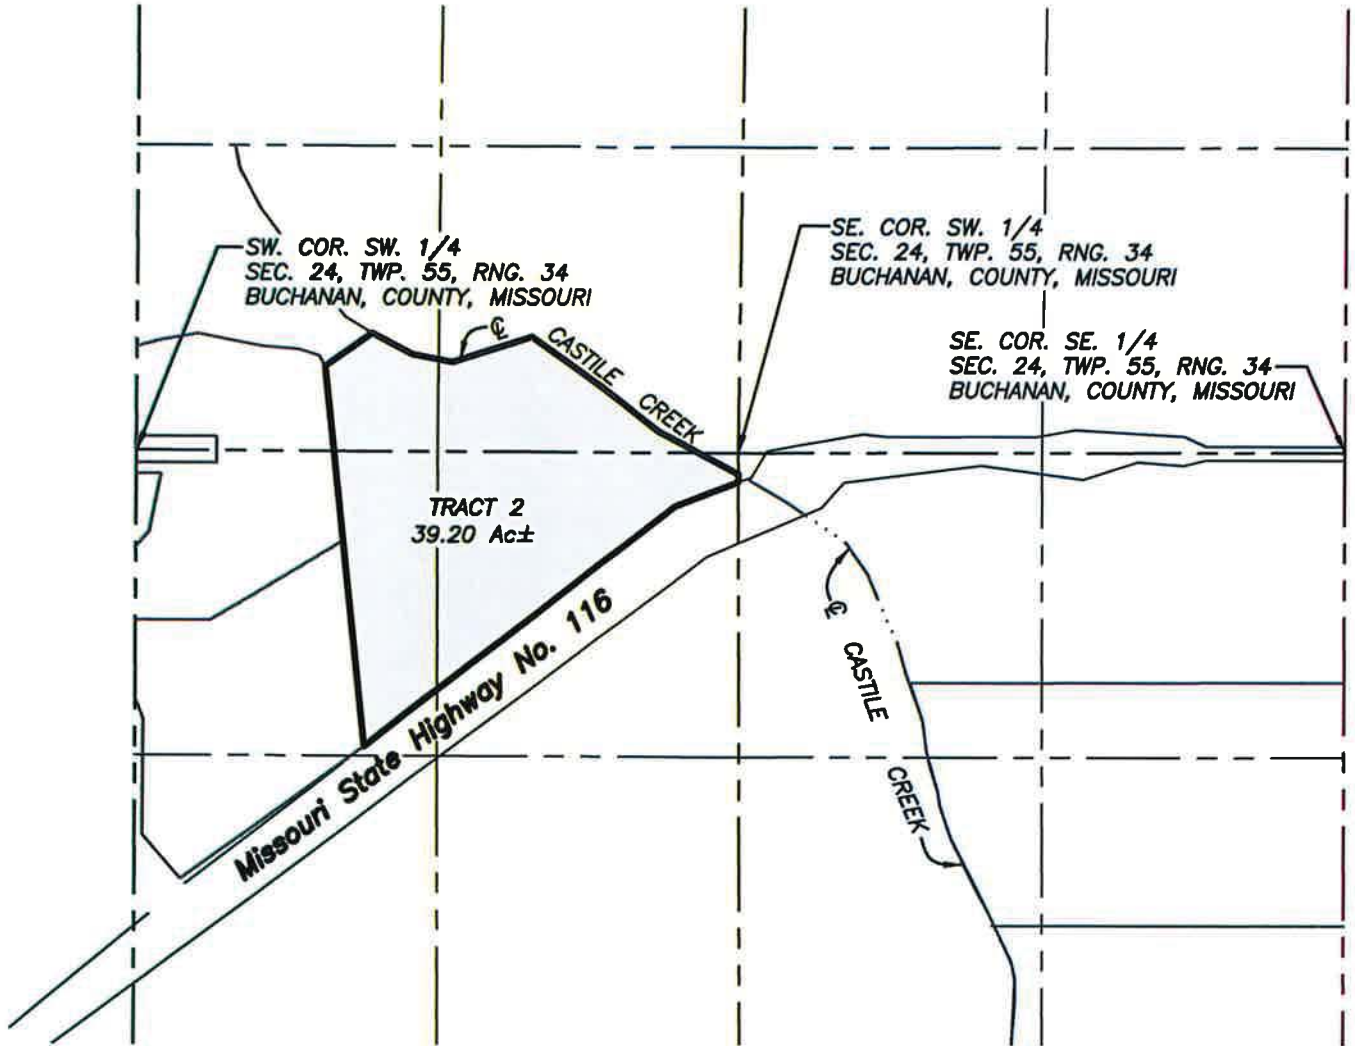 SW. COR. SW. 1/4
SEC. 24, TWP. 55, RNG. 34
BUCHANAN, COUNTY, MISSOURI
SE. COR. SW. 1/4
SEC. 24, TWP. 55, RNG. 34
BUCHANAN, COUNTY, MISSOURI
SE. COR. SE. 1/4
SEC. 24, TWP. 55, RNG. 34
BUCHANAN, COUNTY, MISSOURI
℄ CASTILE CREEK
TRACT 2
39.20 Ac±
Missouri State Highway No. 116
℄ CASTILE CREEK